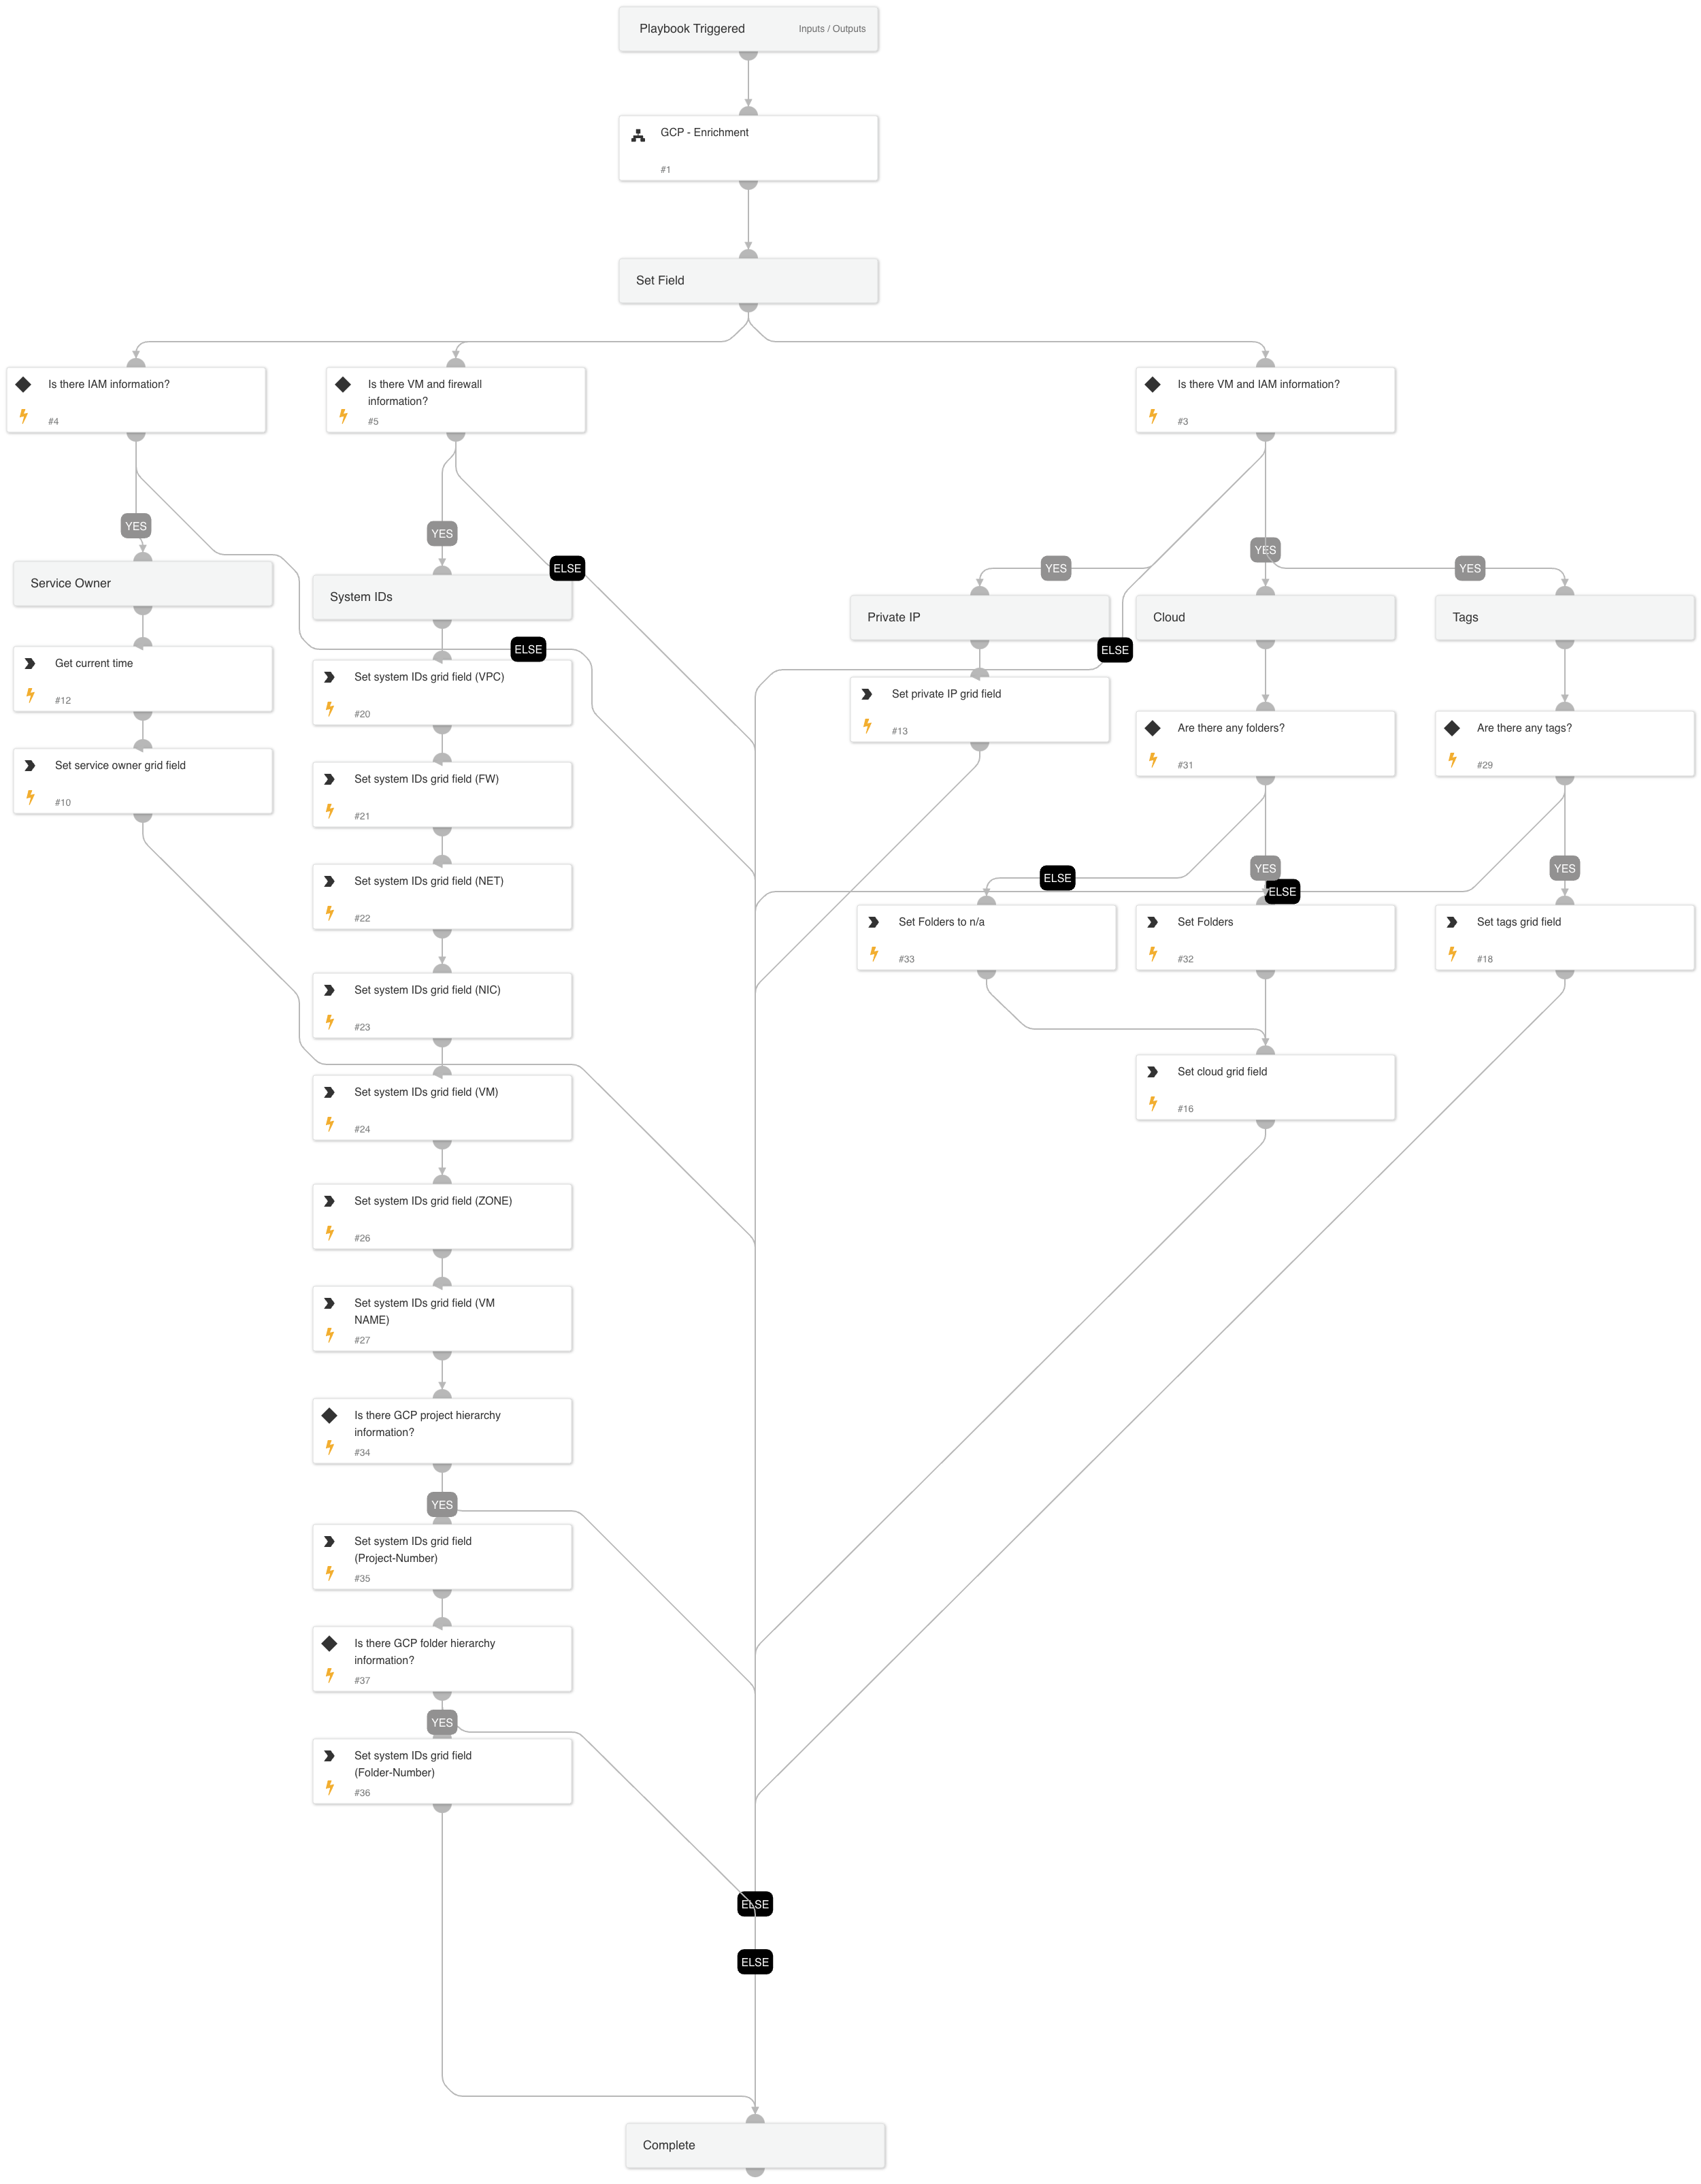 Playbook Triggered Inputs / Outputs
GCP - Enrichment
#1
Set Field
Is there IAM information?
#4
Is there VM and firewall
information?
#5
Is there VM and IAM information?
#3
YES
YES
ELSE
YES
YES
YES
Service Owner
System IDs
Private IP
Cloud
Tags
ELSE
ELSE
Get current time
#12
Set system IDs grid field (VPC)
#20
Set private IP grid field
#13
Are there any folders?
#31
Are there any tags?
#29
Set service owner grid field
#10
Set system IDs grid field (FW)
#21
ELSE
YES
ELSE
YES
Set system IDs grid field (NET)
#22
Set Folders to n/a
#33
Set Folders
#32
Set tags grid field
#18
Set system IDs grid field (NIC)
#23
Set cloud grid field
#16
Set system IDs grid field (VM)
#24
Set system IDs grid field (ZONE)
#26
Set system IDs grid field (VM
NAME)
#27
Is there GCP project hierarchy
information?
#34
YES
Set system IDs grid field
(Project-Number)
#35
Is there GCP folder hierarchy
information?
#37
YES
Set system IDs grid field
(Folder-Number)
#36
ELSE
ELSE
Complete